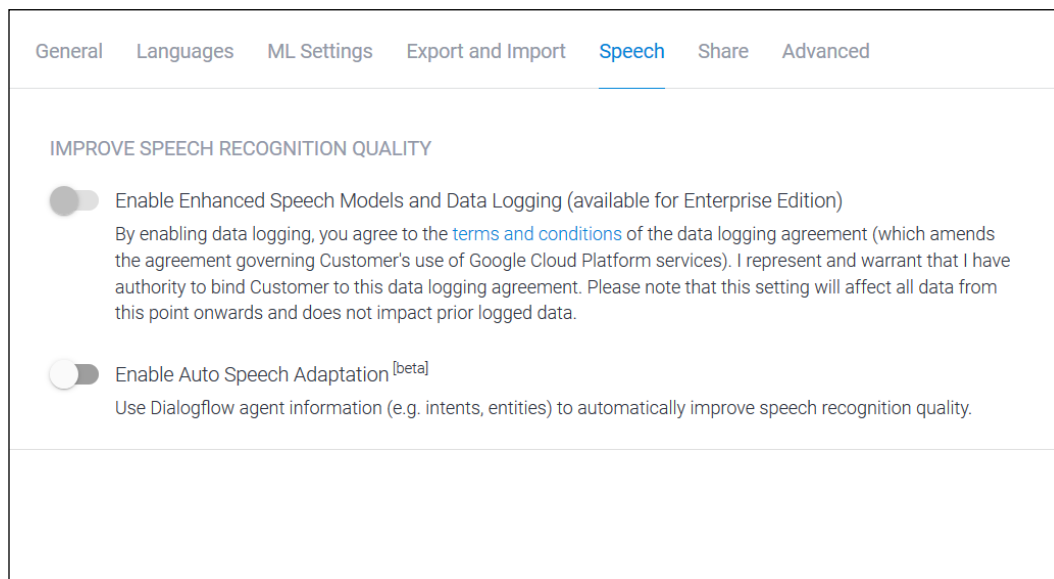 General Languages ML Settings Export and Import Speech Share Advanced
IMPROVE SPEECH RECOGNITION QUALITY
Enable Enhanced Speech Models and Data Logging (available for Enterprise Edition)
By enabling data logging, you agree to the terms and conditions of the data logging agreement (which amends
the agreement governing Customer's use of Google Cloud Platform services). I represent and warrant that I have
authority to bind Customer to this data logging agreement. Please note that this setting will affect all data from
this point onwards and does not impact prior logged data.
Enable Auto Speech Adaptation [beta]
Use Dialogflow agent information (e.g. intents, entities) to automatically improve speech recognition quality.